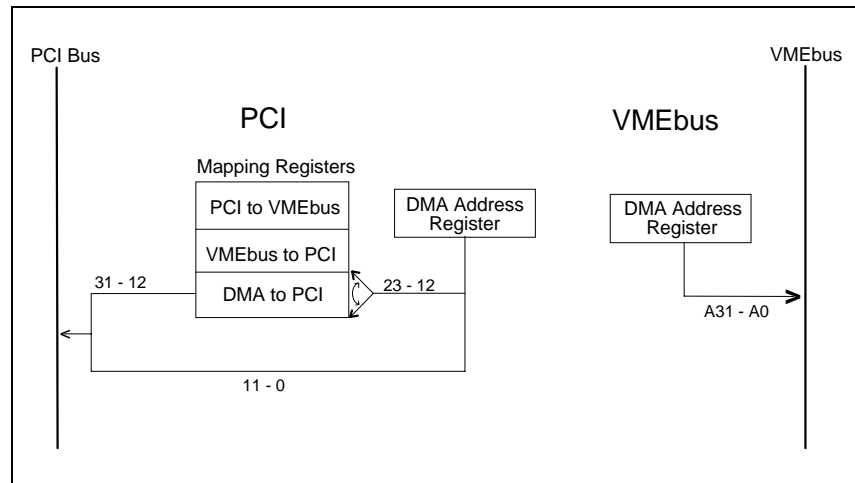 PCI Bus
VMEbus
PCI
VMEbus
Mapping Registers
PCI to VMEbus
DMA Address
Register
DMA Address
Register
VMEbus to PCI
31 - 12
DMA to PCI
23 - 12
A31 - A0
11 - 0